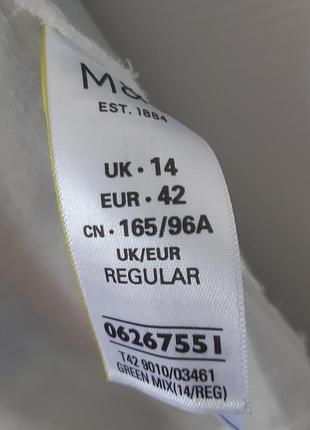 EST. 1884
UK · 14
EUR · 42
CN · 165/96A
UK/EUR
REGULAR
06267551
T42 9010/03461
GREEN MIX(14/REG)